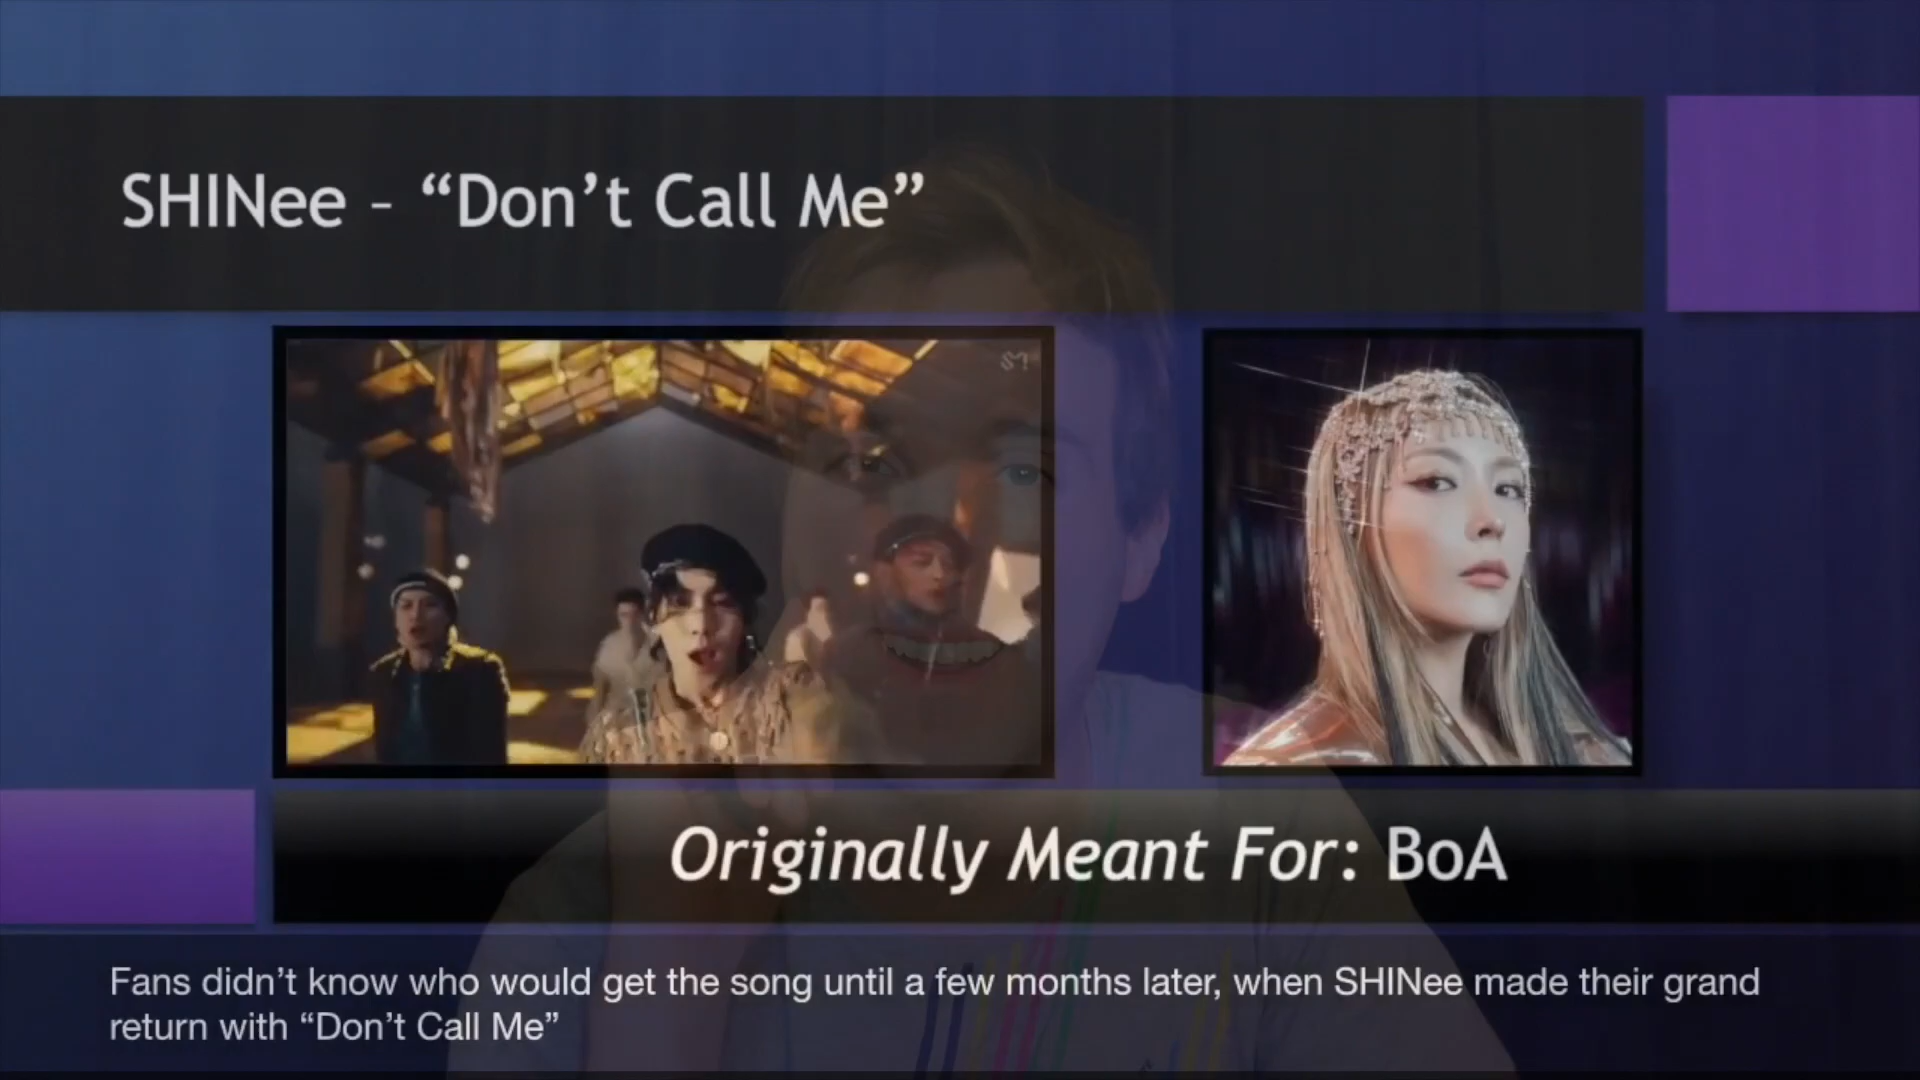 SHINee – “Don’t Call Me”
SM
Originally Meant For: BoA
Fans didn’t know who would get the song until a few months later, when SHINee made their grand
return with “Don’t Call Me”